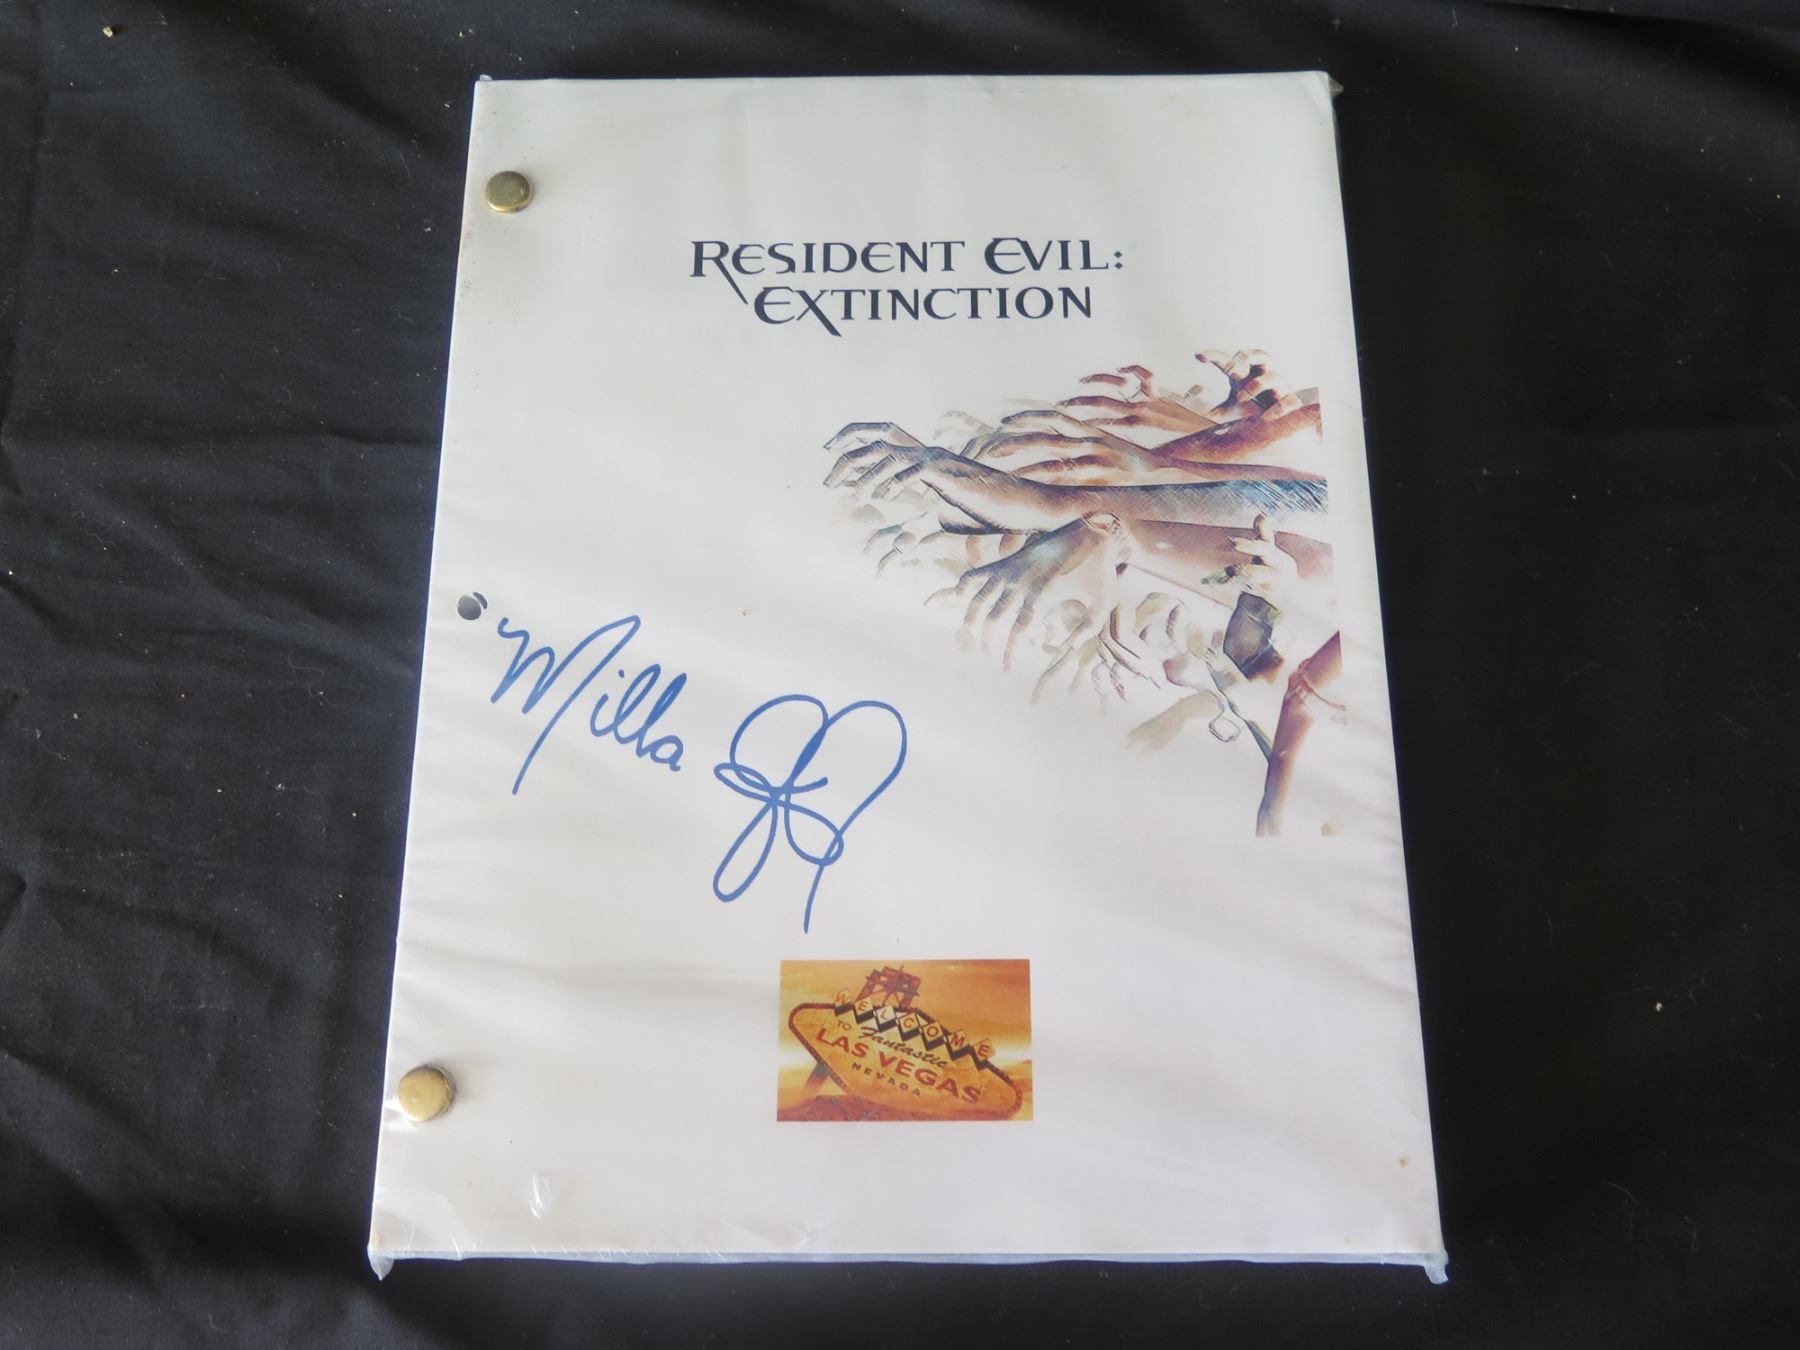 RESIDENT EVIL:
EXTINCTION
Milla
WELCOME
TO Fantastic
LAS VEGAS
NEVADA